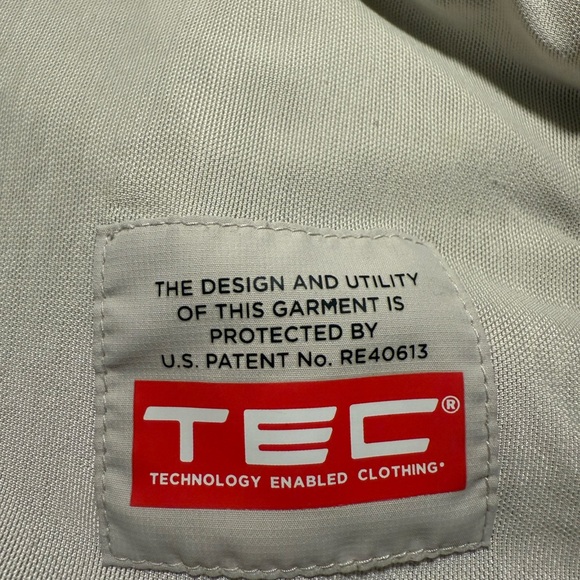 THE DESIGN AND UTILITY
OF THIS GARMENT IS
PROTECTED BY
U.S. PATENT No. RE40613
TEC®
TECHNOLOGY ENABLED CLOTHING®